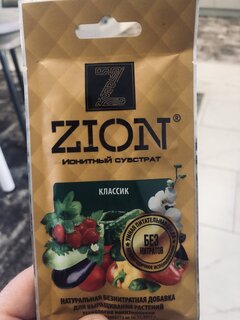 Z
ZION®
ИОНИТНЫЙ СУБСТРАТ
КЛАССИК
БЕЗ
НИТРАТОВ
НАТУРАЛЬНАЯ БЕЗНИТРАТНАЯ ДОБАВКА
ДЛЯ ВЫРАЩИВАНИЯ РАСТЕНИЙ